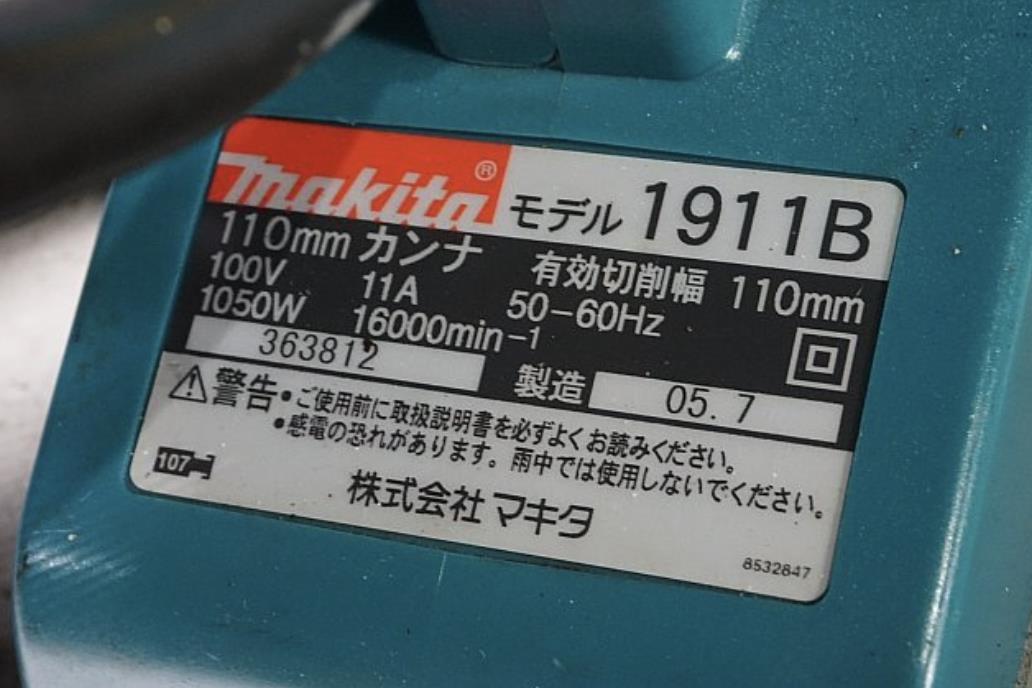 makita®
モデル 1911B
110mm カンナ 有効切削幅 110mm
100V 11A 50-60Hz
1050W 16000min-1
363812 製造 05.7
警告 • ご使用前に取扱説明書を必ずよくお読みください。
• 感電の恐れがあります。雨中では使用しないでください。
107
株式会社 マキタ
8532847